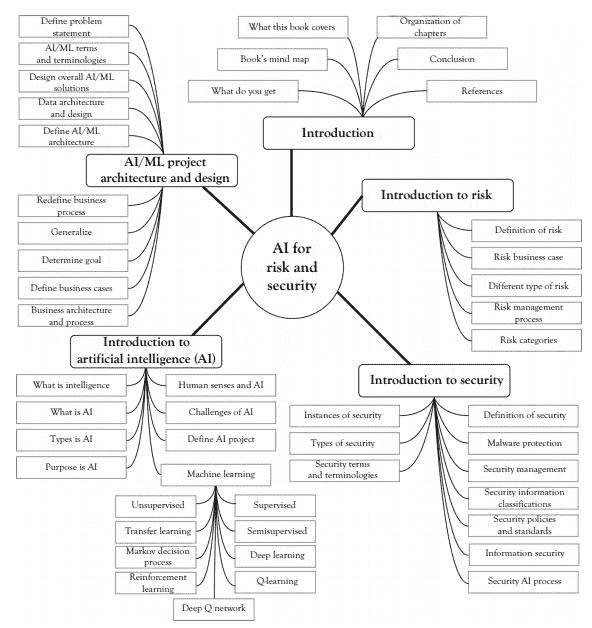 Define problem
statement
AI/ML terms
and terminologies
Design overall AI/ML
solutions
Data architecture
and design
Define AI/ML
architecture
AI/ML project
architecture and design
Redefine business
process
Generalize
Determine goal
Define business cases
Business architecture
and process
What this book covers
Book's mind map
What do you get
Organization of
chapters
Conclusion
References
Introduction
Introduction to risk
Definition of risk
Risk business case
Different type of risk
Risk management
process
Risk categories
AI for
risk and
security
Introduction to
artificial intelligence (AI)
What is intelligence
What is AI
Types is AI
Purpose is AI
Human senses and AI
Challenges of AI
Define AI project
Machine learning
Unsupervised
Transfer learning
Markov decision
process
Reinforcement
learning
Supervised
Semisupervised
Deep learning
Q-learning
Deep Q network
Introduction to security
Instances of security
Types of security
Security terms
and terminologies
Definition of security
Malware protection
Security management
Security information
classifications
Security policies
and standards
Information security
Security AI process